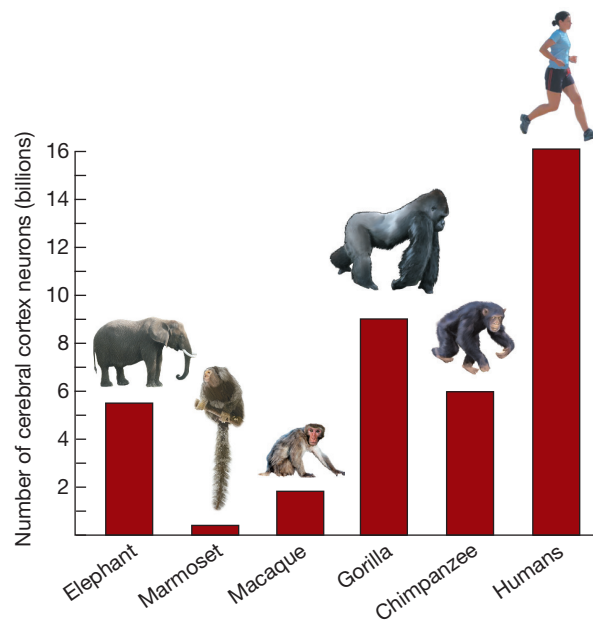 Number of cerebral cortex neurons (billions)
16
14
12
10
8
6
4
2
Elephant
Marmoset
Macaque
Gorilla
Chimpanzee
Humans